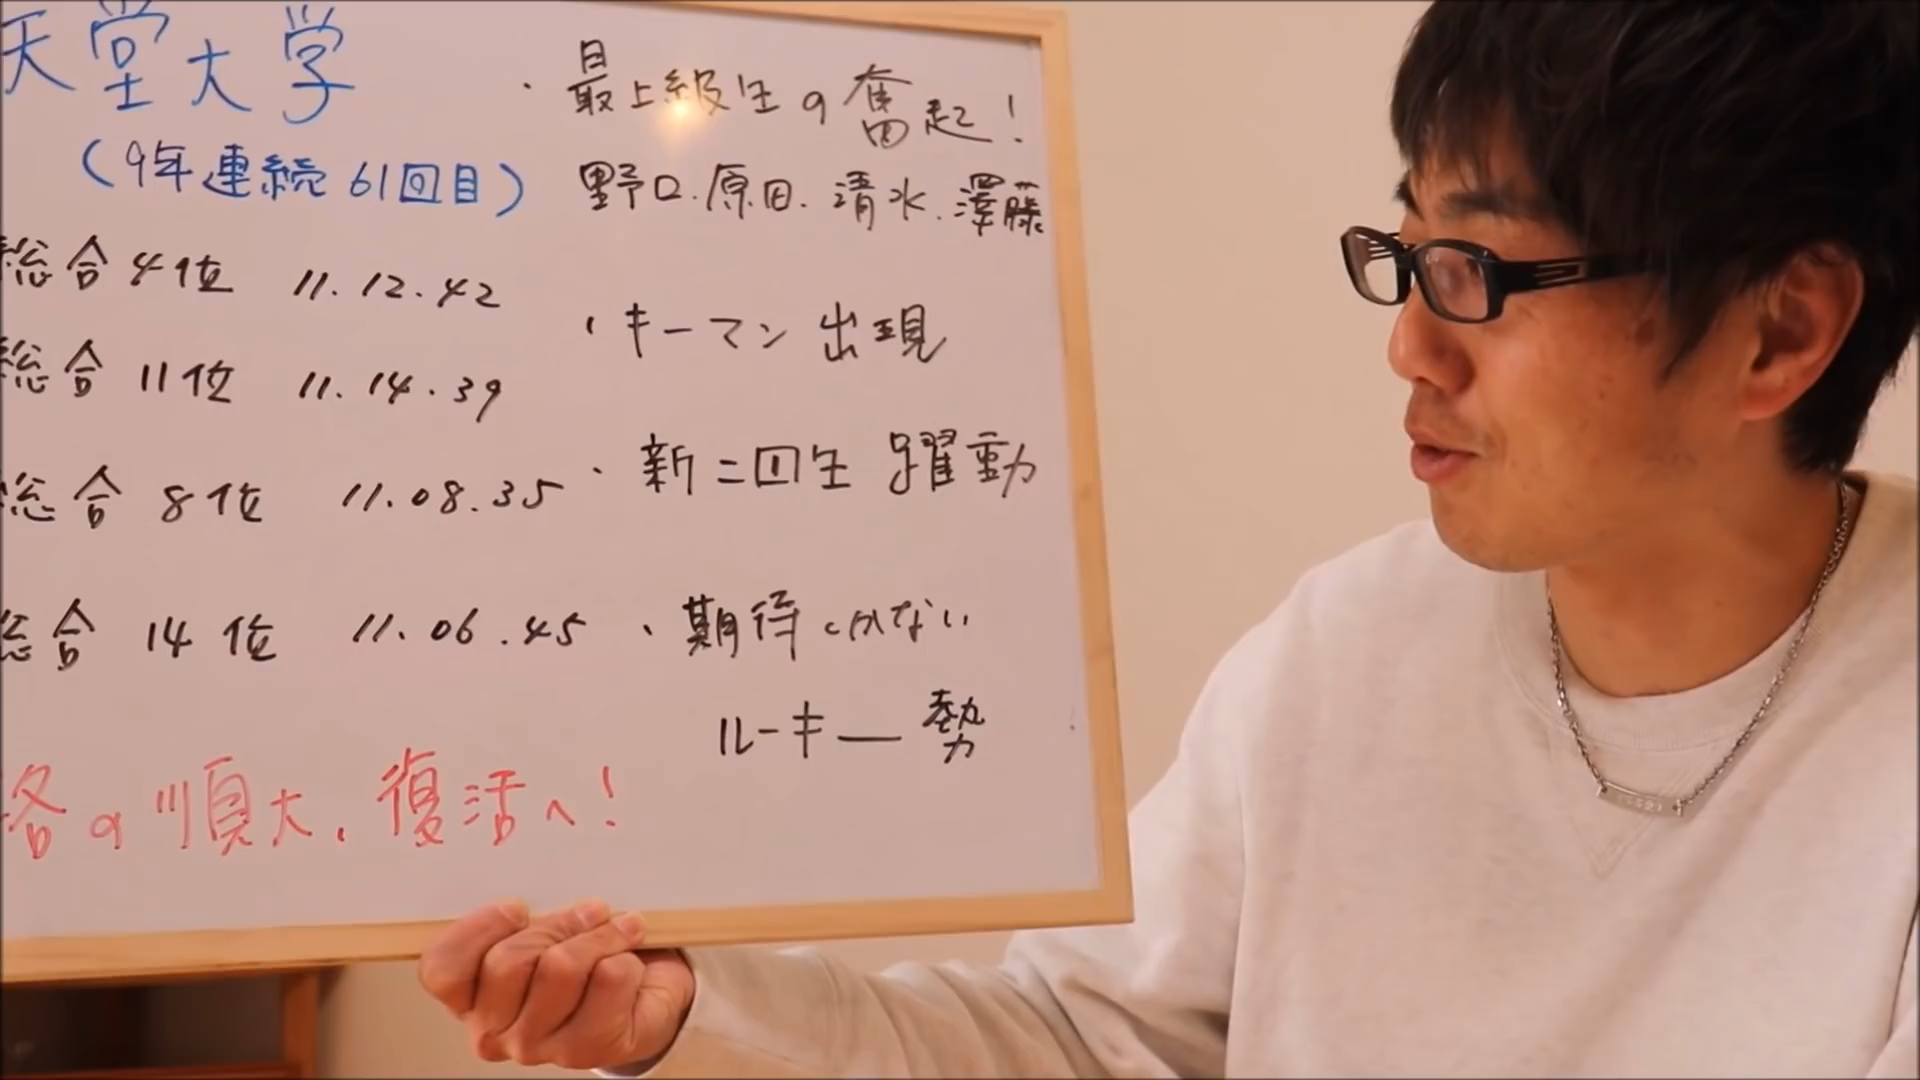 天堂大学
(9年連続 61回目)
総合 4位 11.12.42
総合 11位 11.14.39
総合 8位 11.08.35
総合 14位 11.06.45
各の順大、復活へ!
・最上級生の奮起!
野口.原田.清水.澤藤
・キーマン 出現
・新二回生 躍動
・期待しかない
ルーキー 勢